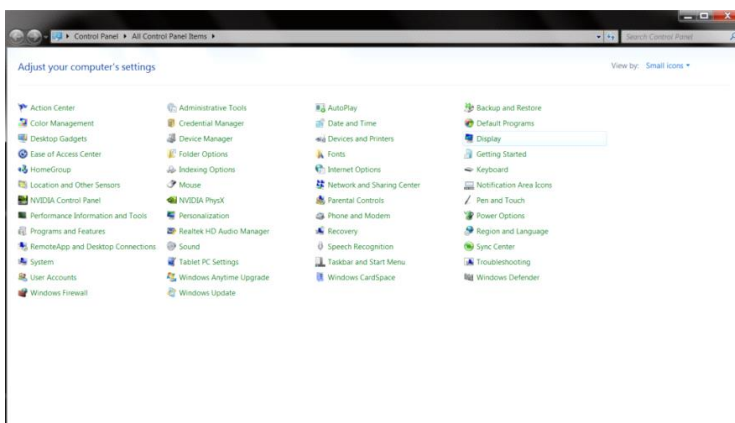 Control Panel ▸ All Control Panel Items ▸ Search Control Panel
Adjust your computer's settings View by: Small icons
Action Center Administrative Tools AutoPlay Backup and Restore
Color Management Credential Manager Date and Time Default Programs
Desktop Gadgets Device Manager Devices and Printers Display
Ease of Access Center Folder Options Fonts Getting Started
HomeGroup Indexing Options Internet Options Keyboard
Location and Other Sensors Mouse Network and Sharing Center Notification Area Icons
NVIDIA Control Panel NVIDIA PhysX Parental Controls Pen and Touch
Performance Information and Tools Personalization Phone and Modem Power Options
Programs and Features Realtek HD Audio Manager Recovery Region and Language
RemoteApp and Desktop Connections Sound Speech Recognition Sync Center
System Tablet PC Settings Taskbar and Start Menu Troubleshooting
User Accounts Windows Anytime Upgrade Windows CardSpace Windows Defender
Windows Firewall Windows Update